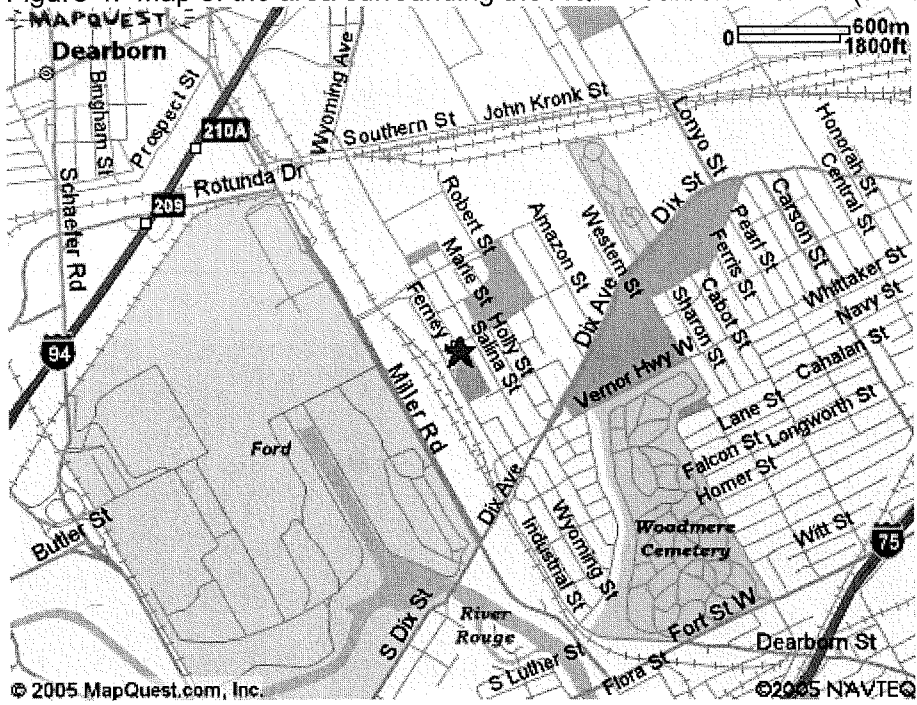 MAPQUEST
Dearborn
0 600m
1800ft
Bingham St
Prospect St
Wyoming Ave
210A
Southern St
John Kronk St
Lonyo St
Honorah St
Central St
Schaefer Rd
209
Rotunda Dr
Robert St
Amazon St
Western St
Dix St
Pearl St
Carson St
Marie St
Ferris St
Whittaker St
Ferney
Holly St
Salina St
Dix Ave
Sharon St
Cabot St
Navy St
94
Miller Rd
Vernor Hwy W
Cahalan St
Lane St
Longworth St
Ford
Falcon St
Homer St
Dix Ave
Butler St
Industrial St
Wyoming St
Woodmere
Cemetery
Witt St
75
S Dix St
River
Rouge
Fort St W
Dearborn St
S Luther St
Flora St
© 2005 MapQuest.com, Inc.
©2005 NAVTEQ